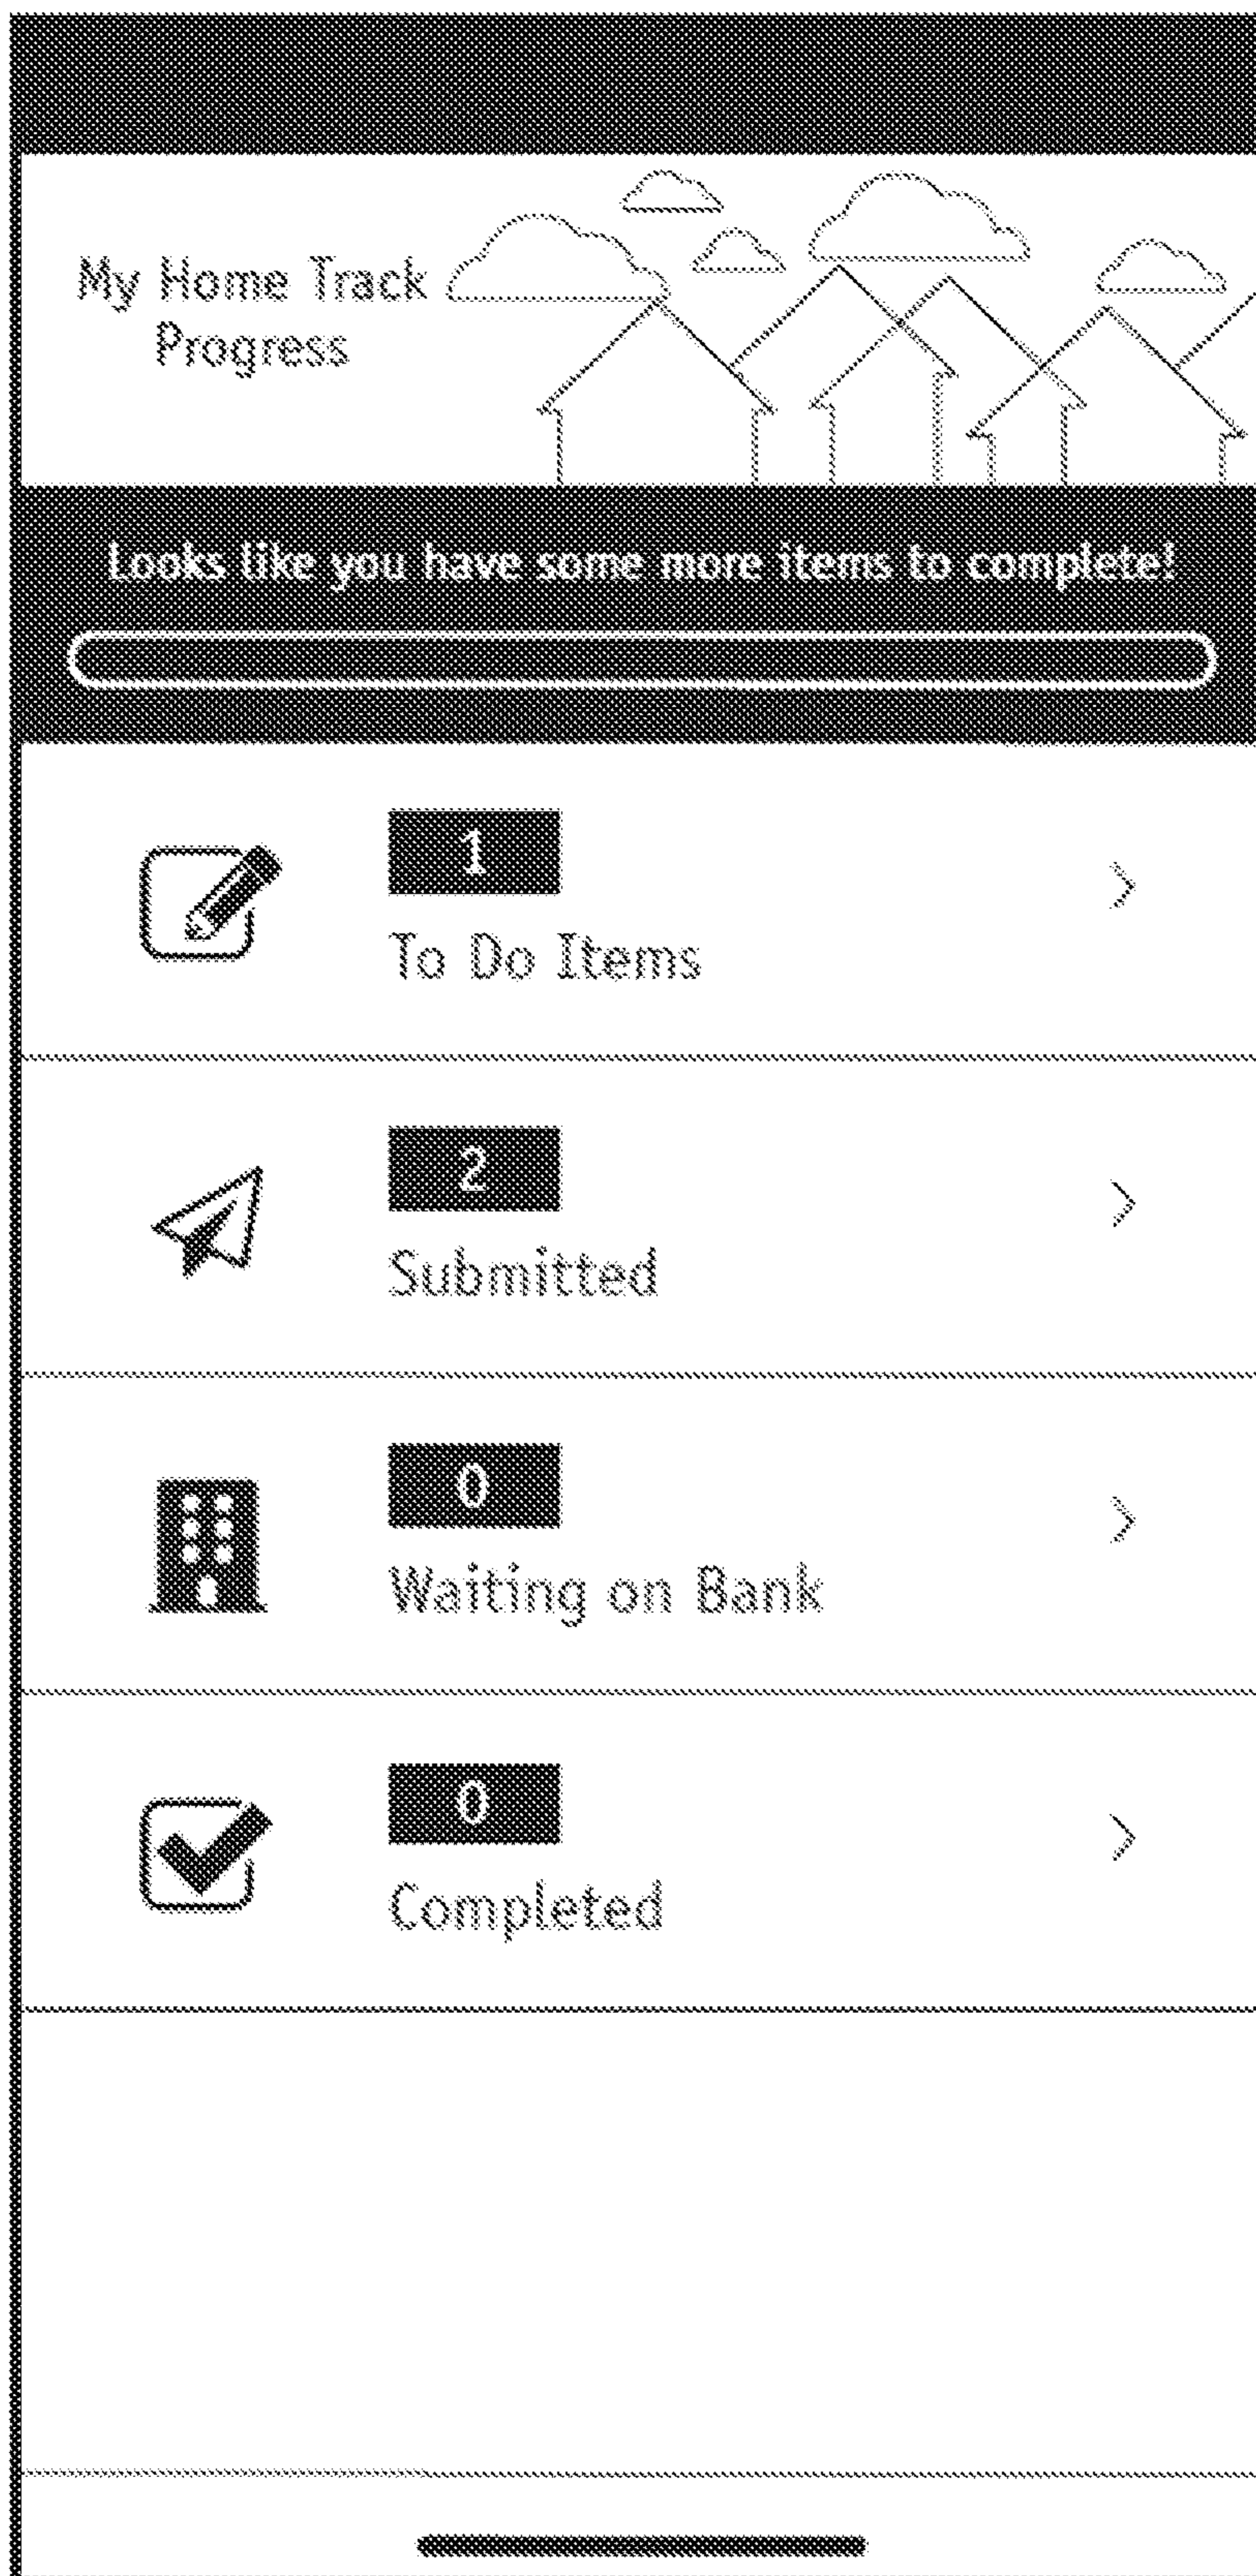 My Home Track
Progress
Looks like you have some more items to complete!
1
To Do Items
2
Submitted
0
Waiting on Bank
0
Completed